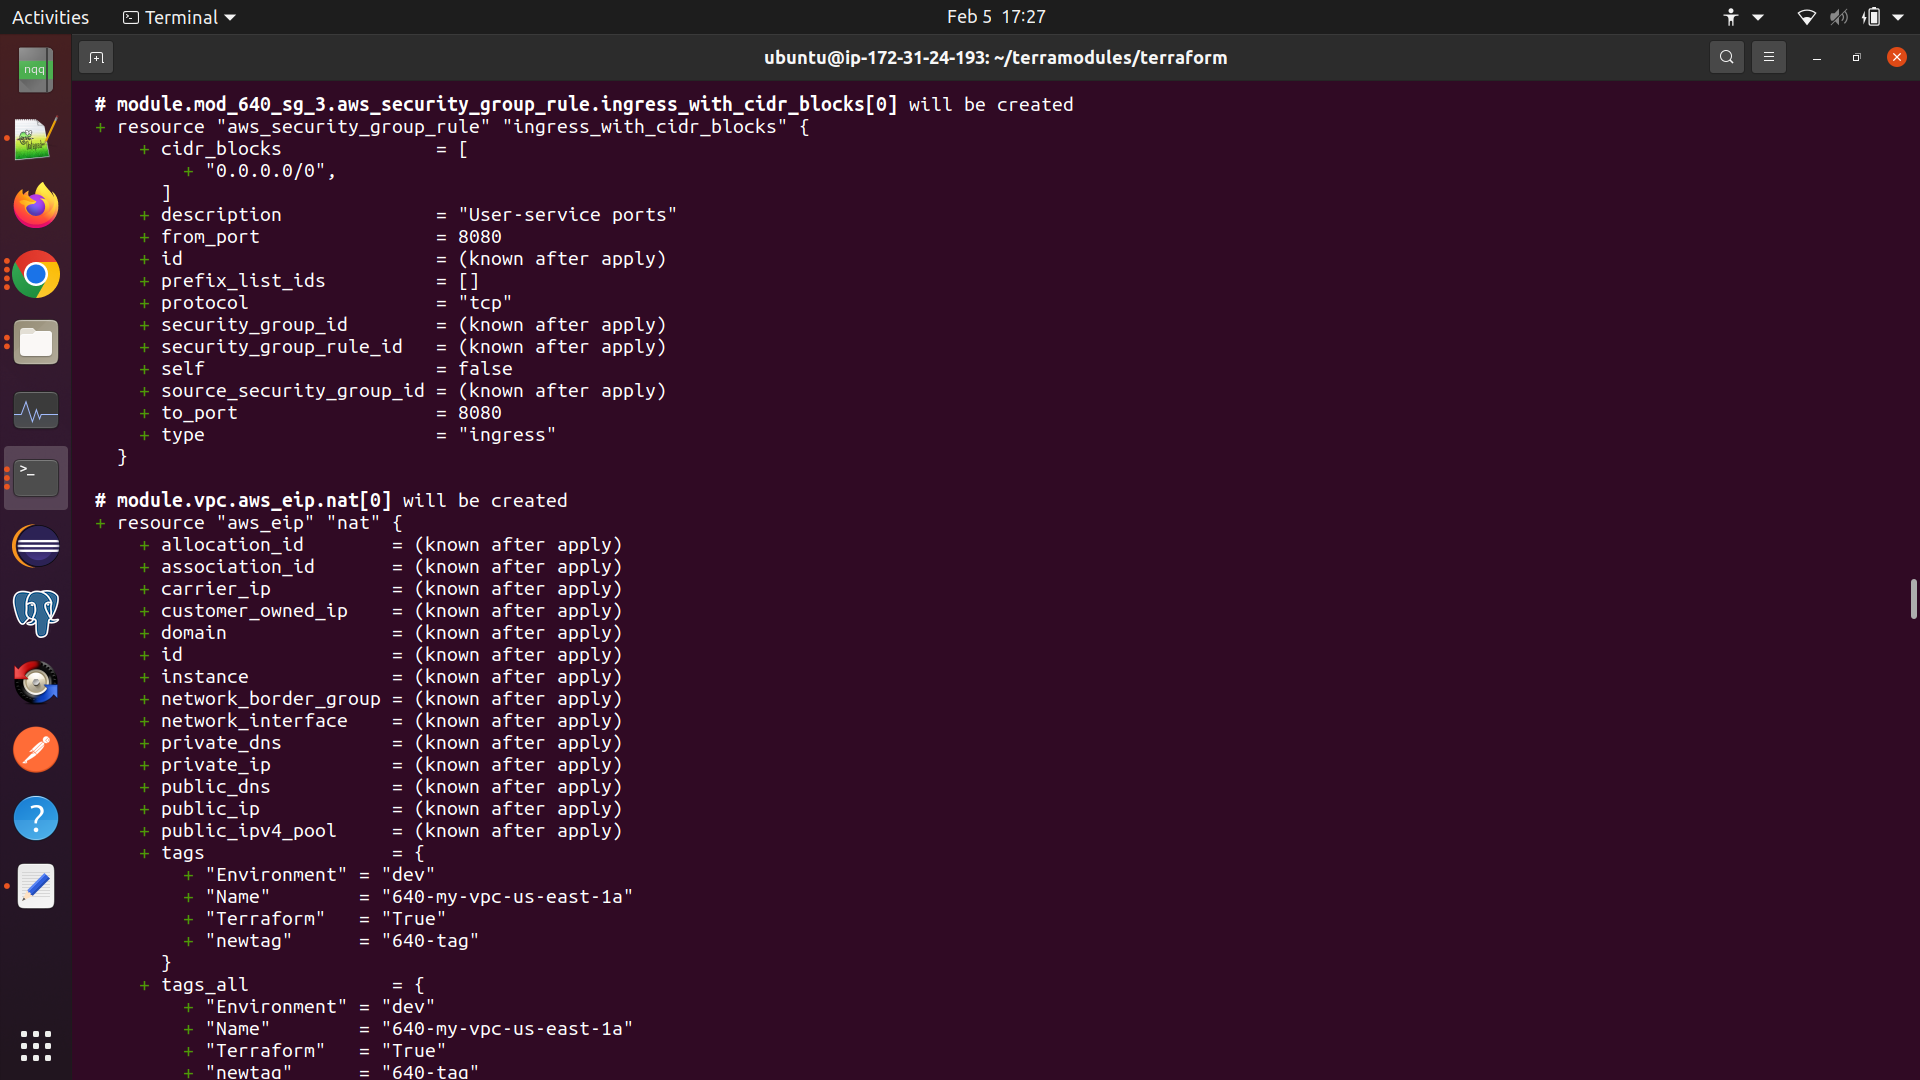 Activities Terminal Feb 5 17:27
ubuntu@ip-172-31-24-193: ~/terramodules/terraform
nqq
# module.mod_640_sg_3.aws_security_group_rule.ingress_with_cidr_blocks[0] will be created
+ resource "aws_security_group_rule" "ingress_with_cidr_blocks" {
+ cidr_blocks = [
+ "0.0.0.0/0",
]
+ description = "User-service ports"
+ from_port = 8080
+ id = (known after apply)
+ prefix_list_ids = []
+ protocol = "tcp"
+ security_group_id = (known after apply)
+ security_group_rule_id = (known after apply)
+ self = false
+ source_security_group_id = (known after apply)
+ to_port = 8080
+ type = "ingress"
}
# module.vpc.aws_eip.nat[0] will be created
+ resource "aws_eip" "nat" {
+ allocation_id = (known after apply)
+ association_id = (known after apply)
+ carrier_ip = (known after apply)
+ customer_owned_ip = (known after apply)
+ domain = (known after apply)
+ id = (known after apply)
+ instance = (known after apply)
+ network_border_group = (known after apply)
+ network_interface = (known after apply)
+ private_dns = (known after apply)
+ private_ip = (known after apply)
+ public_dns = (known after apply)
+ public_ip = (known after apply)
+ public_ipv4_pool = (known after apply)
+ tags = {
+ "Environment" = "dev"
+ "Name" = "640-my-vpc-us-east-1a"
+ "Terraform" = "True"
+ "newtag" = "640-tag"
}
+ tags_all = {
+ "Environment" = "dev"
+ "Name" = "640-my-vpc-us-east-1a"
+ "Terraform" = "True"
+ "newtag" = "640-tag"